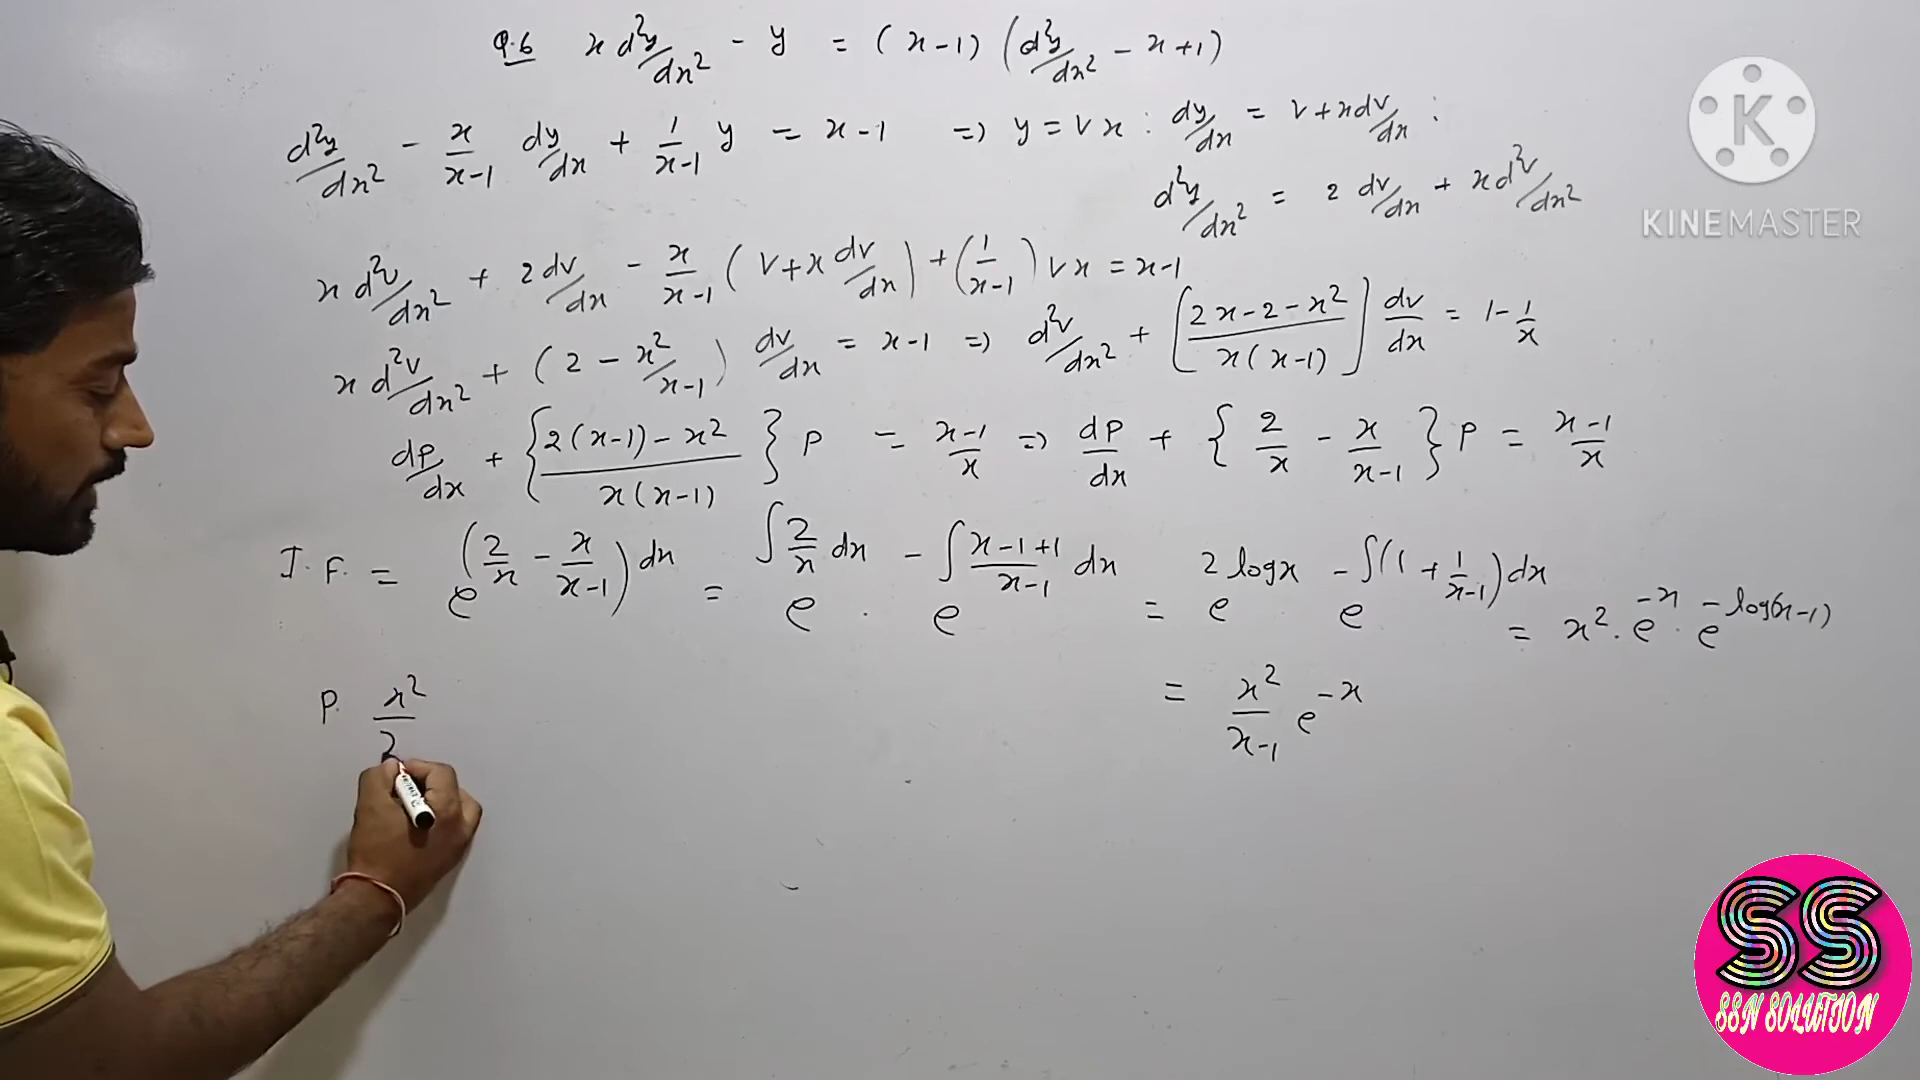 Q.6 x d²y/dx² - y = (x-1) (d²y/dx² - x+1)
d²y/dx² - x/x-1 dy/dx + 1/x-1 y = x-1 => y = vx : dy/dx = v + x dv/dx :
d²y/dx² = 2 dv/dx + x d²v/dx²
x d²v/dx² + 2 dv/dx - x/x-1 (v + x dv/dx) + (1/x-1) vx = x-1
x d²v/dx² + (2 - x²/x-1) dv/dx = x-1 => d²v/dx² + [2x-2-x²/x(x-1)] dv/dx = 1 - 1/x
dp/dx + {2(x-1)-x²/x(x-1)} p = x-1/x => dp/dx + {2/x - x/x-1} p = x-1/x
I.F. = e^(2/x - x/x-1) dx = e^∫2/x dx . e^-∫x-1+1/x-1 dx = e^2logx e^-∫(1+1/x-1)dx = x². e^-x . e^-log(x-1)
= x²/x-1 e^-x
p. x²/
KINEMASTER
SS
SSN SOLUTION